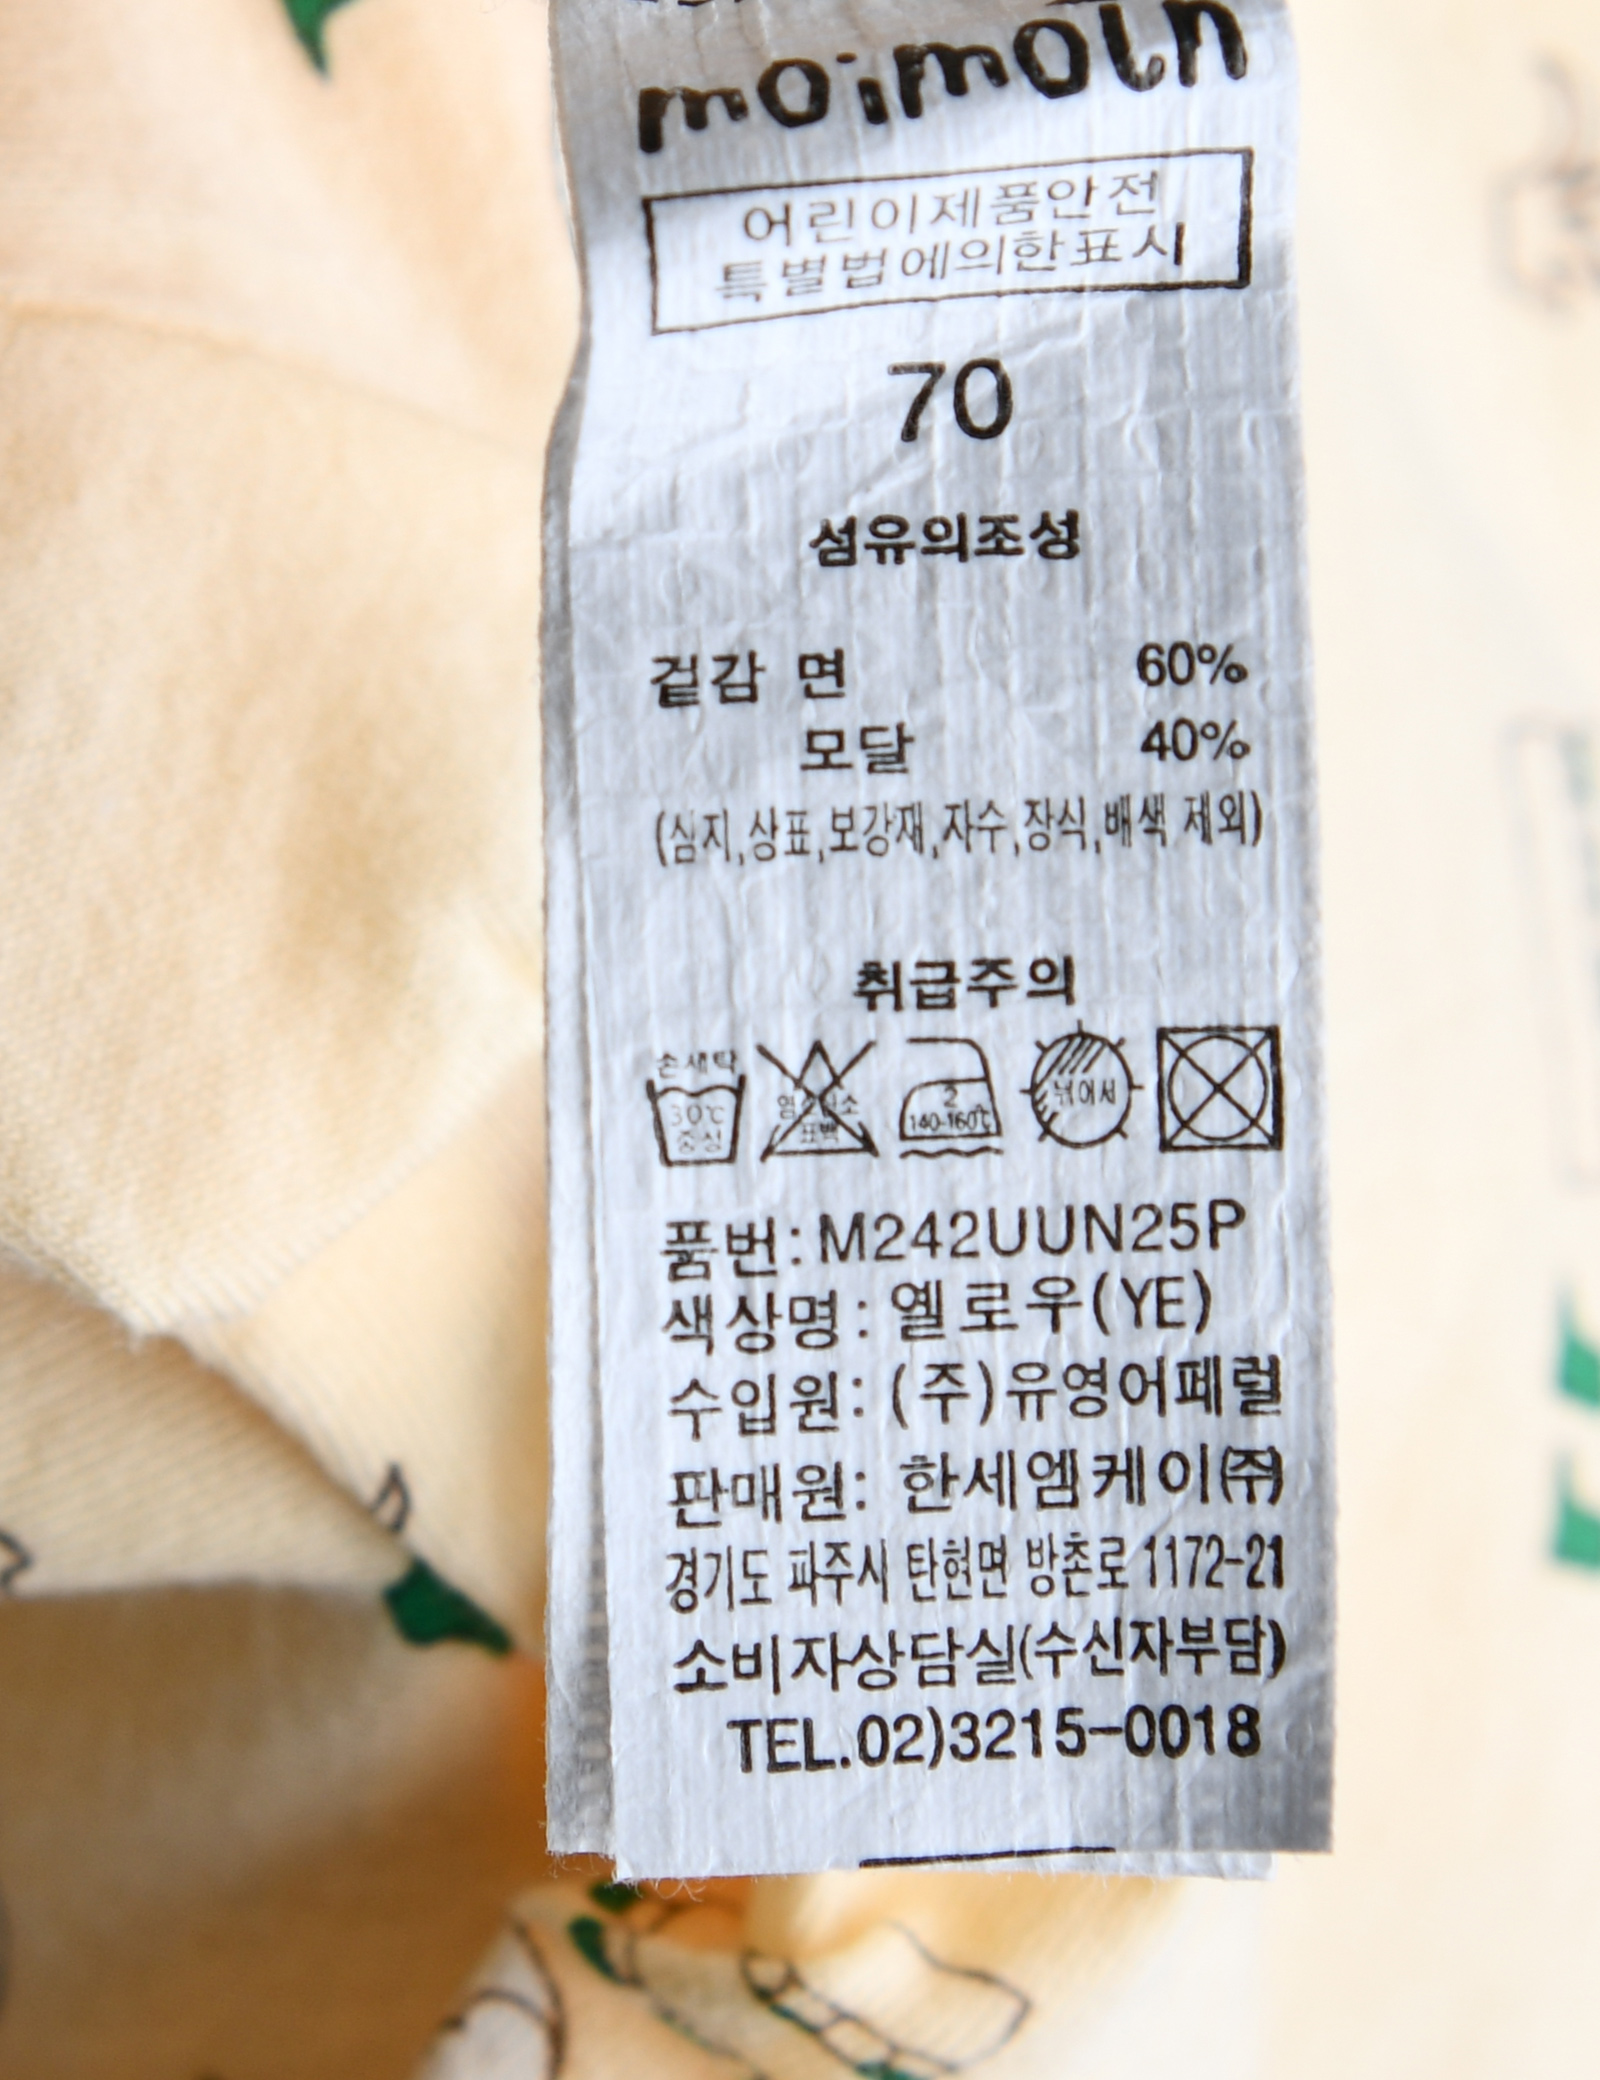 moimoln
어린이제품안전
특별법에의한표시
70
섬유의조성
겉감 면 60%
모달 40%
(심지,상표,보강재,자수,장식,배색 제외)
취급주의
손세탁
30℃
중성
염소산소
표백
2
140-160℃
뉘어서
품번: M242UUN25P
색상명: 옐로우(YE)
수입원: (주)유영어페럴
판매원: 한세엠케이㈜
경기도 파주시 탄현면 방촌로 1172-21
소비자상담실(수신자부담)
TEL.02)3215-0018